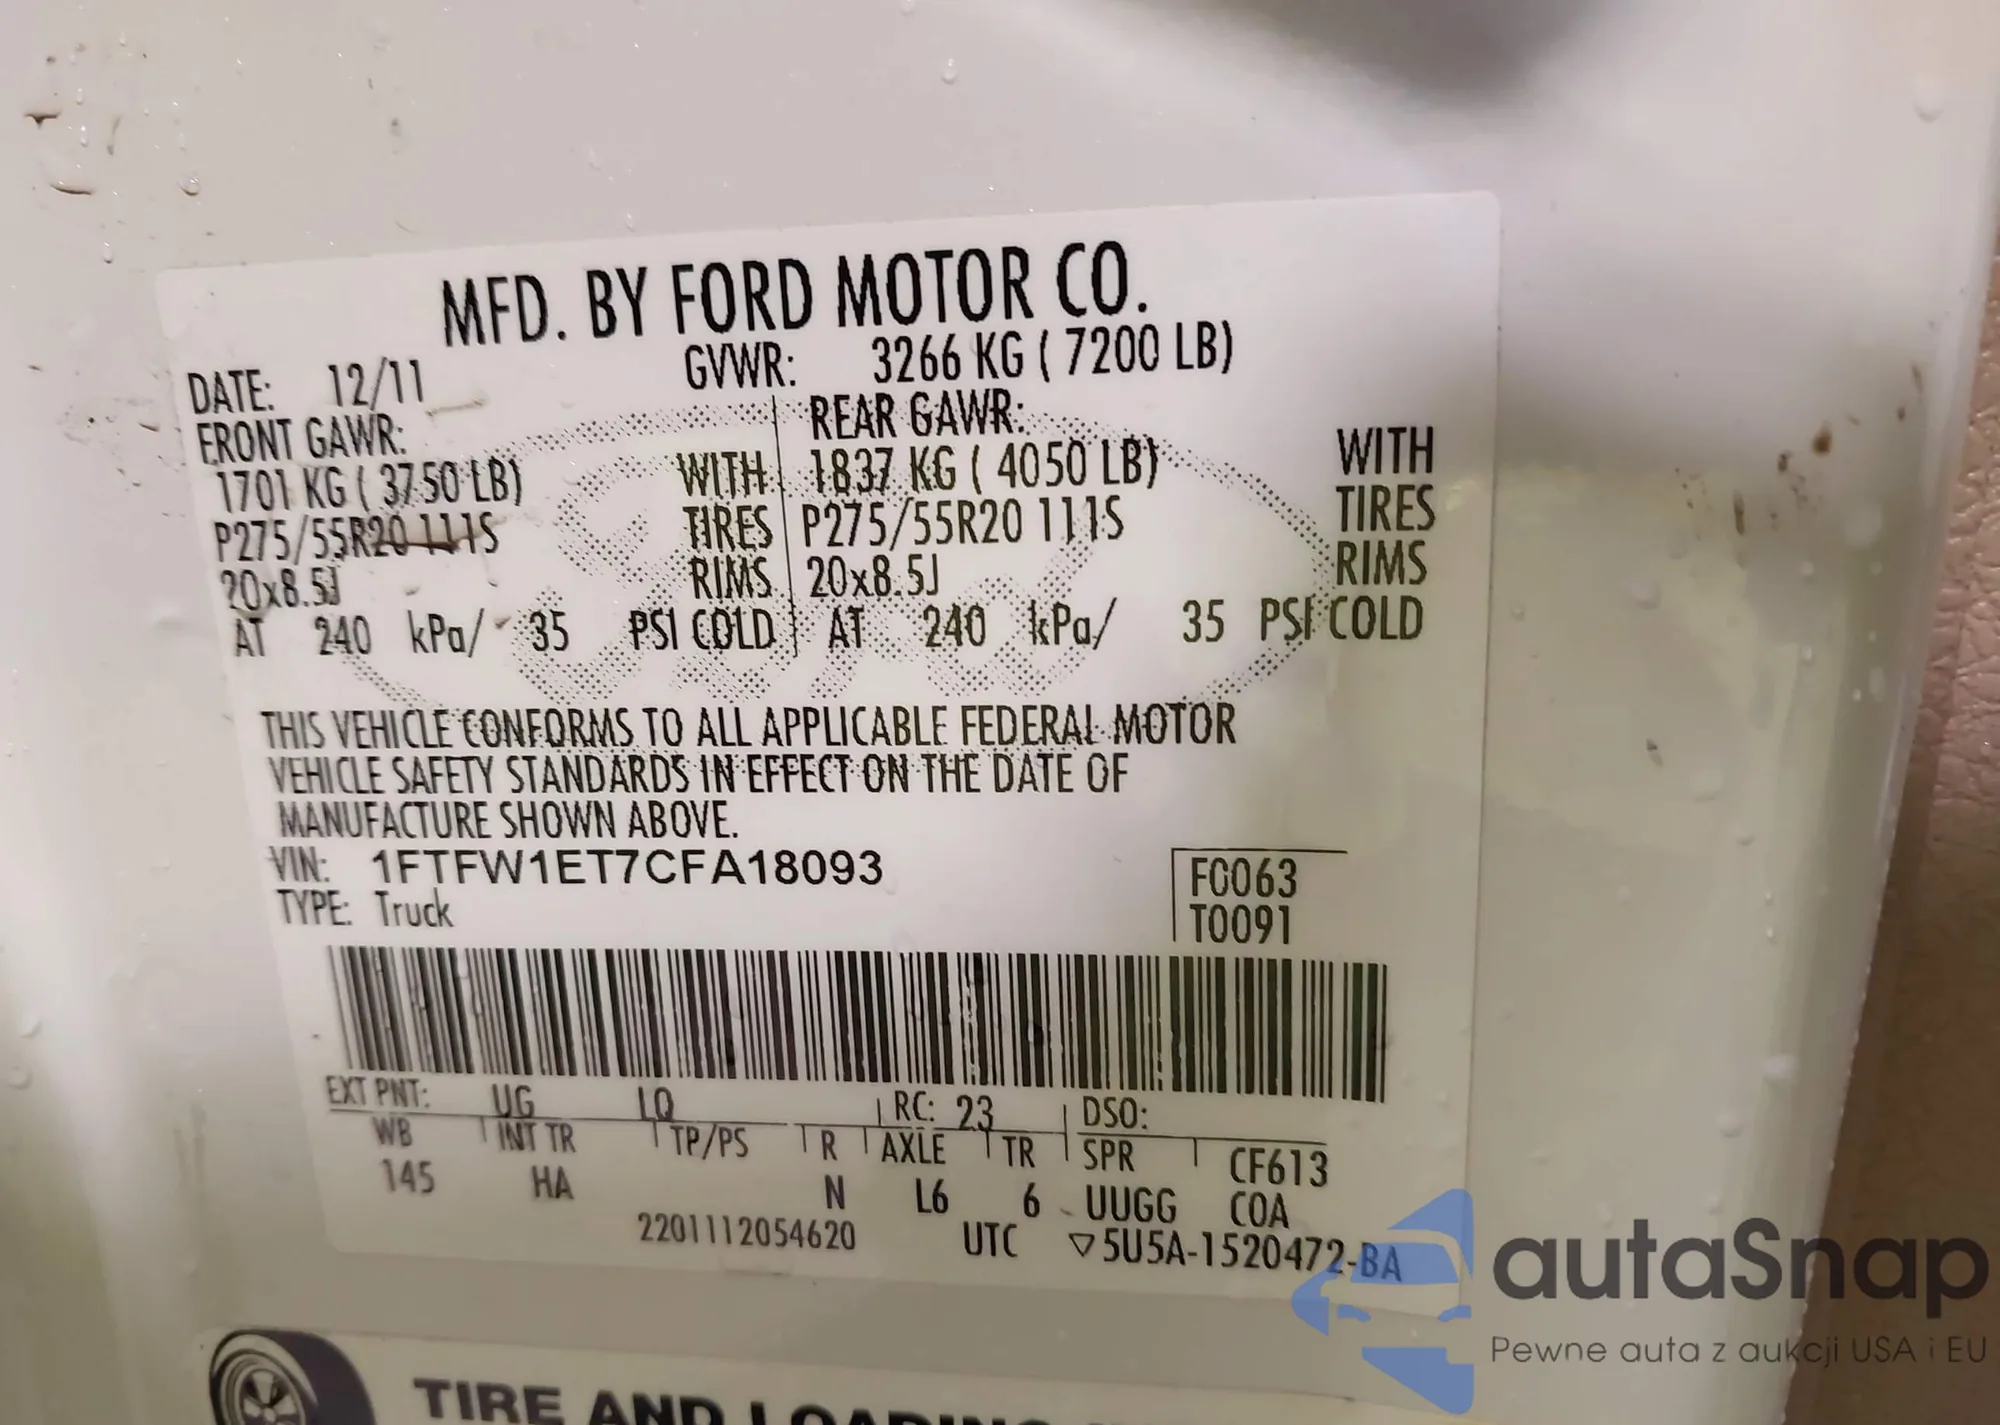 MFD. BY FORD MOTOR CO.
DATE: 12/11 GVWR: 3266 KG ( 7200 LB)
FRONT GAWR: REAR GAWR:
1701 KG ( 3750 LB) WITH 1837 KG ( 4050 LB) WITH
P275/55R20 111S TIRES P275/55R20 111S TIRES
20x8.5J RIMS 20x8.5J RIMS
AT 240 kPa/ 35 PSI COLD AT 240 kPa/ 35 PSI COLD
THIS VEHICLE CONFORMS TO ALL APPLICABLE FEDERAL MOTOR
VEHICLE SAFETY STANDARDS IN EFFECT ON THE DATE OF
MANUFACTURE SHOWN ABOVE.
VIN: 1FTFW1ET7CFA18093 F0063
TYPE: Truck T0091
EXT PNT: UG LQ RC: 23 DSO:
WB INT TR TP/PS R AXLE TR SPR CF613
145 HA N L6 6 UUGG COA
2201112054620 UTC ▽5U5A-1520472-BA
TIRE AND LOADING
autaSnap
Pewne auta z aukcji USA i EU